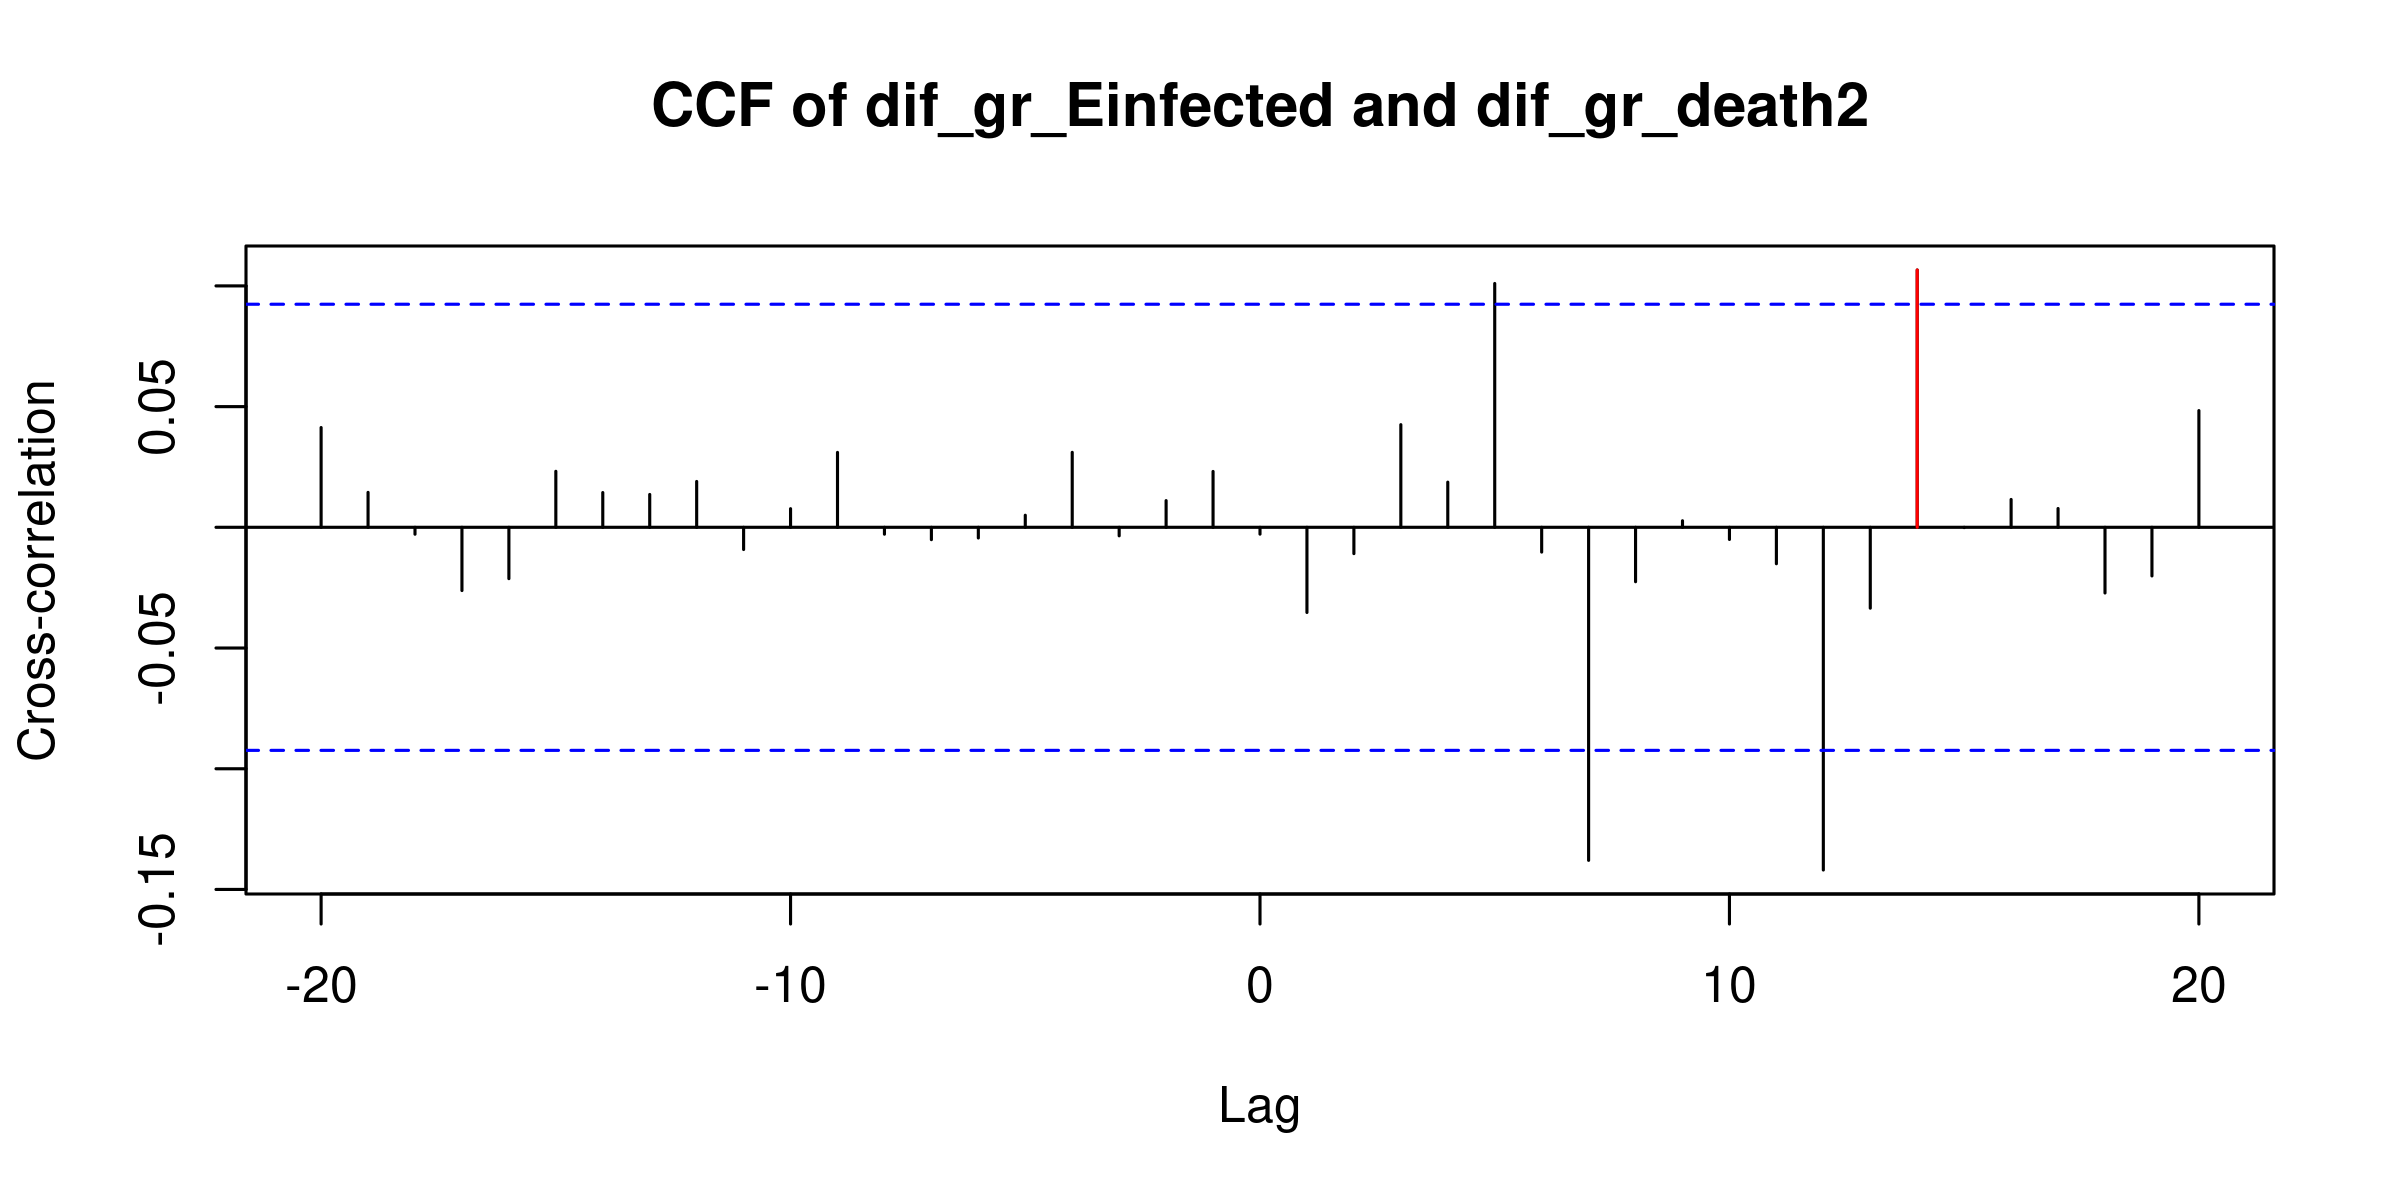 CCF of dif_gr_Einfected and dif_gr_death2
Cross-correlation
0.05
-0.05
-0.15
-20 -10 0 10 20
Lag